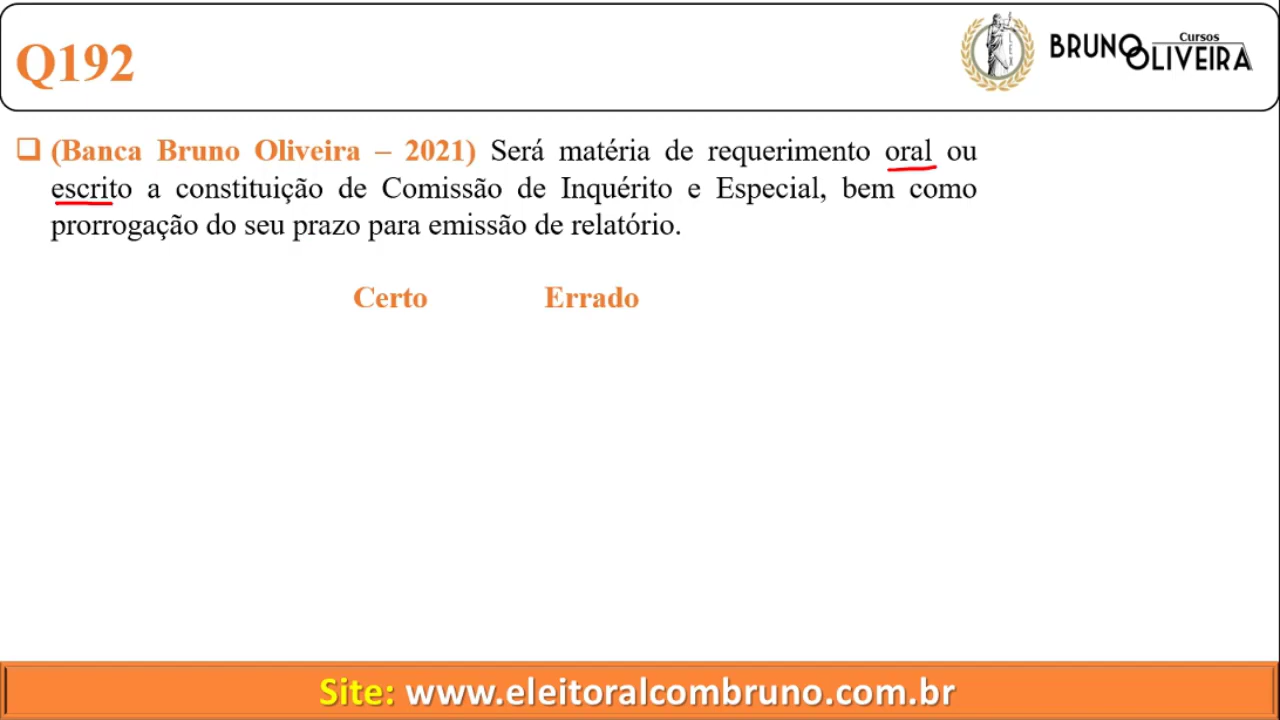 Q192
Cursos
BRUNO
OLIVEIRA
❑ (Banca Bruno Oliveira – 2021) Será matéria de requerimento oral ou
escrito a constituição de Comissão de Inquérito e Especial, bem como
prorrogação do seu prazo para emissão de relatório.
Certo Errado
Site: www.eleitoralcombruno.com.br